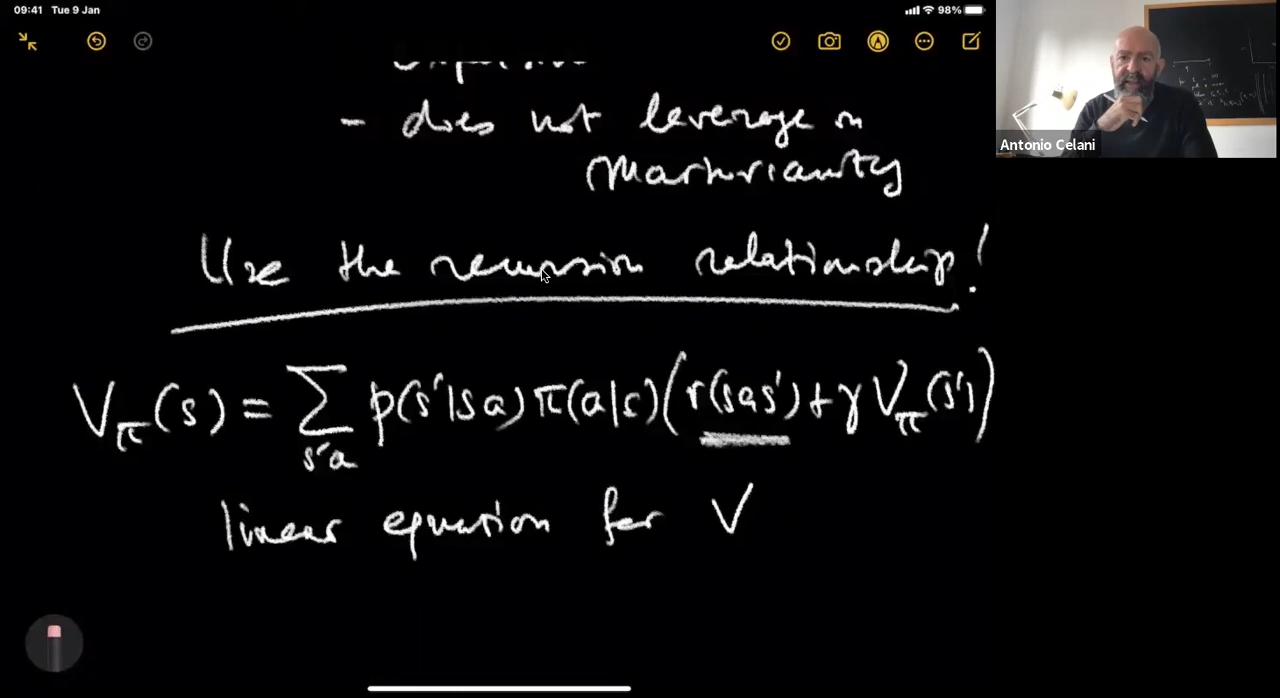 09:41 Tue 9 Jan
98%
Antonio Celani
- does not leverage on
Markovianity
Use the recursion relationship!
V_π(s) = Σ_{s'a} p(s'|sa) π(a|s) (r(sas') + γ V_π(s'))
linear equation for V